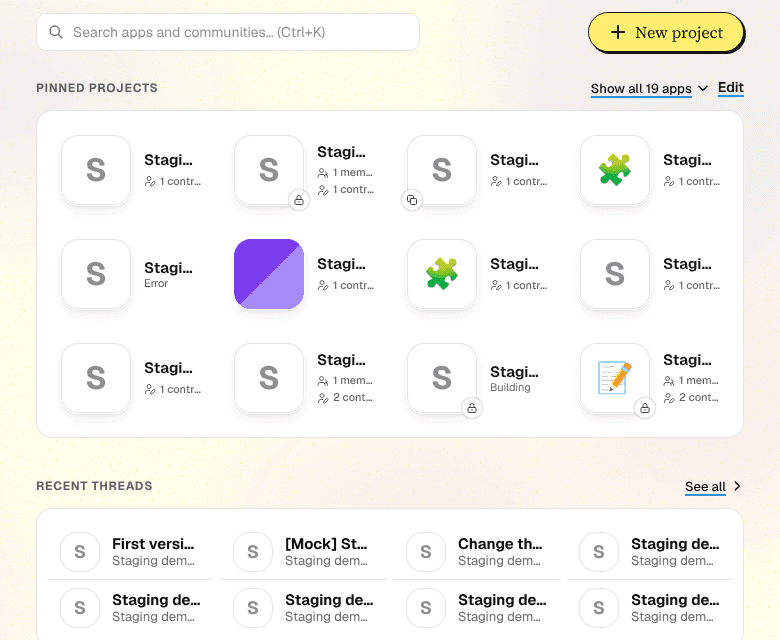 Search apps and communities... (Ctrl+K)
New project
PINNED PROJECTS
Show all 19 apps
Edit
S
Stagi...
1 contr...
S
Stagi...
1 mem...
1 contr...
S
Stagi...
1 contr...
Stagi...
1 contr...
S
Stagi...
Error
Stagi...
1 contr...
Stagi...
1 contr...
S
Stagi...
1 contr...
S
Stagi...
1 contr...
S
Stagi...
1 mem...
2 cont...
S
Stagi...
Building
Stagi...
1 mem...
2 cont...
RECENT THREADS
See all
S
First versi...
Staging dem...
S
[Mock] St...
Staging dem...
S
Change th...
Staging dem...
S
Staging de...
Staging dem...
S
Staging de...
Staging dem...
S
Staging de...
Staging dem...
S
Staging de...
Staging dem...
S
Staging de...
Staging dem...